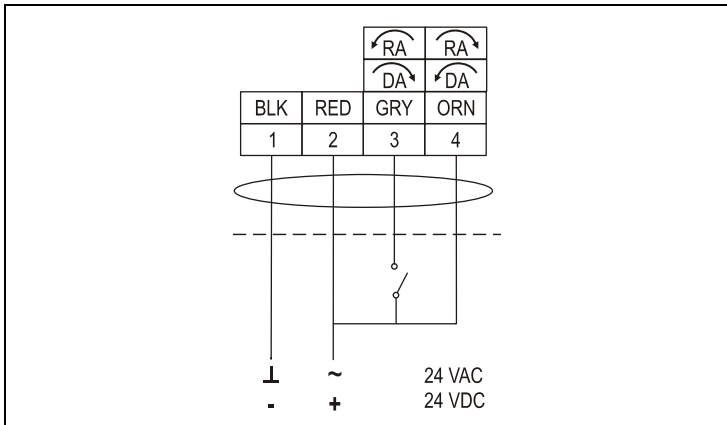 RA RA
DA DA
BLK RED GRY ORN
1 2 3 4
⊥ ~ 24 VAC
- + 24 VDC